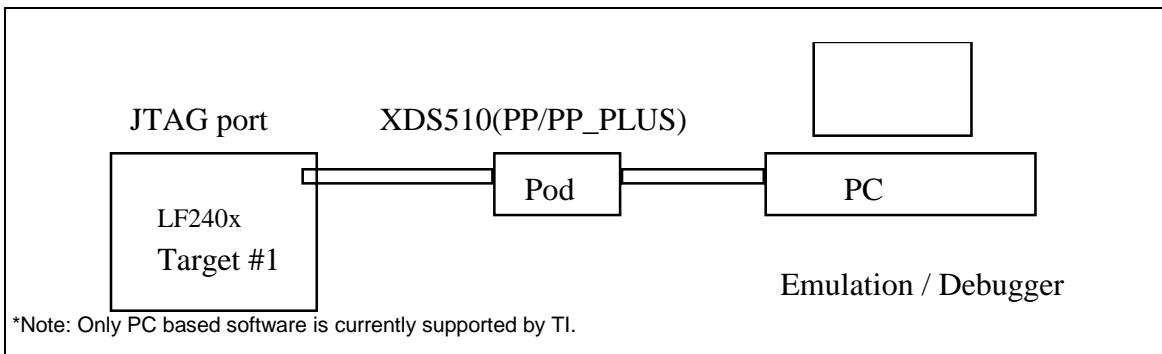 JTAG port
XDS510(PP/PP_PLUS)
Pod
PC
LF240x
Target #1
Emulation / Debugger
*Note: Only PC based software is currently supported by TI.